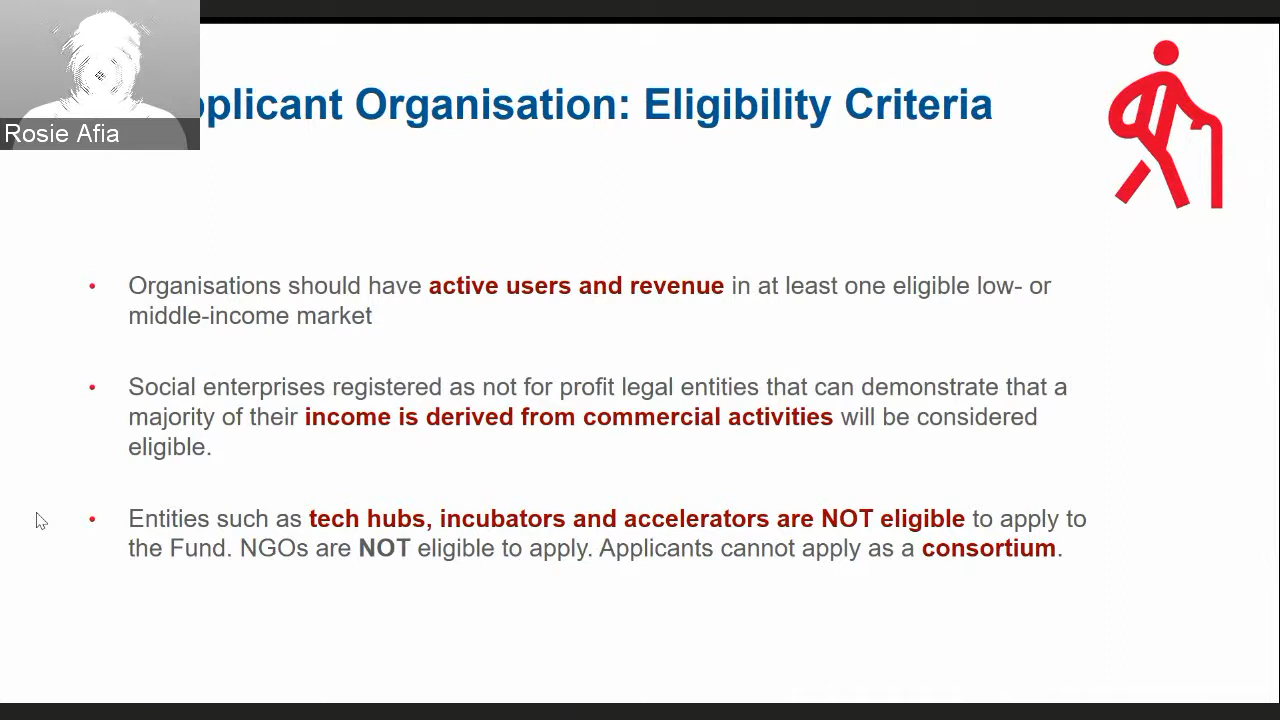 Rosie Afia
pplicant Organisation: Eligibility Criteria
• Organisations should have active users and revenue in at least one eligible low- or
middle-income market
• Social enterprises registered as not for profit legal entities that can demonstrate that a
majority of their income is derived from commercial activities will be considered
eligible.
• Entities such as tech hubs, incubators and accelerators are NOT eligible to apply to
the Fund. NGOs are NOT eligible to apply. Applicants cannot apply as a consortium.